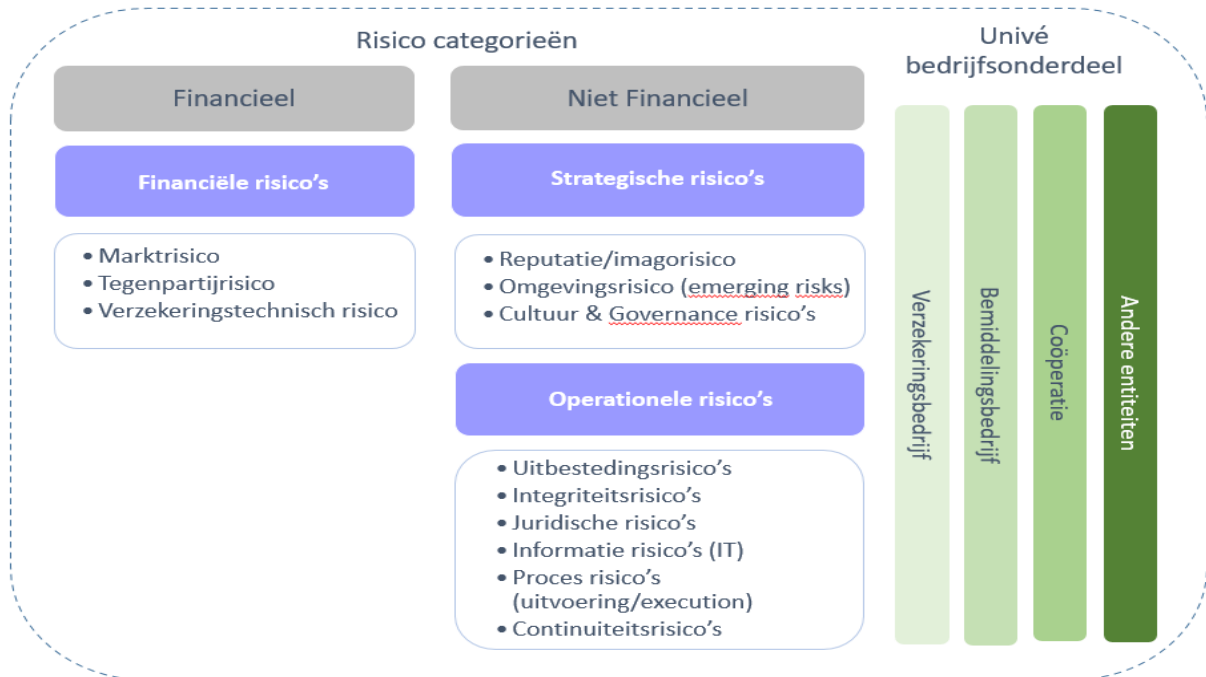 Risico categorieën
Financieel
Niet Financieel
Financiële risico's
Strategische risico's
• Marktrisico
• Tegenpartijrisico
• Verzekeringstechnisch risico
• Reputatie/imagorisico
• Omgevingsrisico (emerging risks)
• Cultuur & Governance risico's
Operationele risico's
• Uitbestedingsrisico's
• Integriteitsrisico's
• Juridische risico's
• Informatie risico's (IT)
• Proces risico's
(uitvoering/execution)
• Continuiteitsrisico's
Univé
bedrijfsonderdeel
Verzekeringsbedrijf
Bemiddelingsbedrijf
Coöperatie
Andere entiteiten